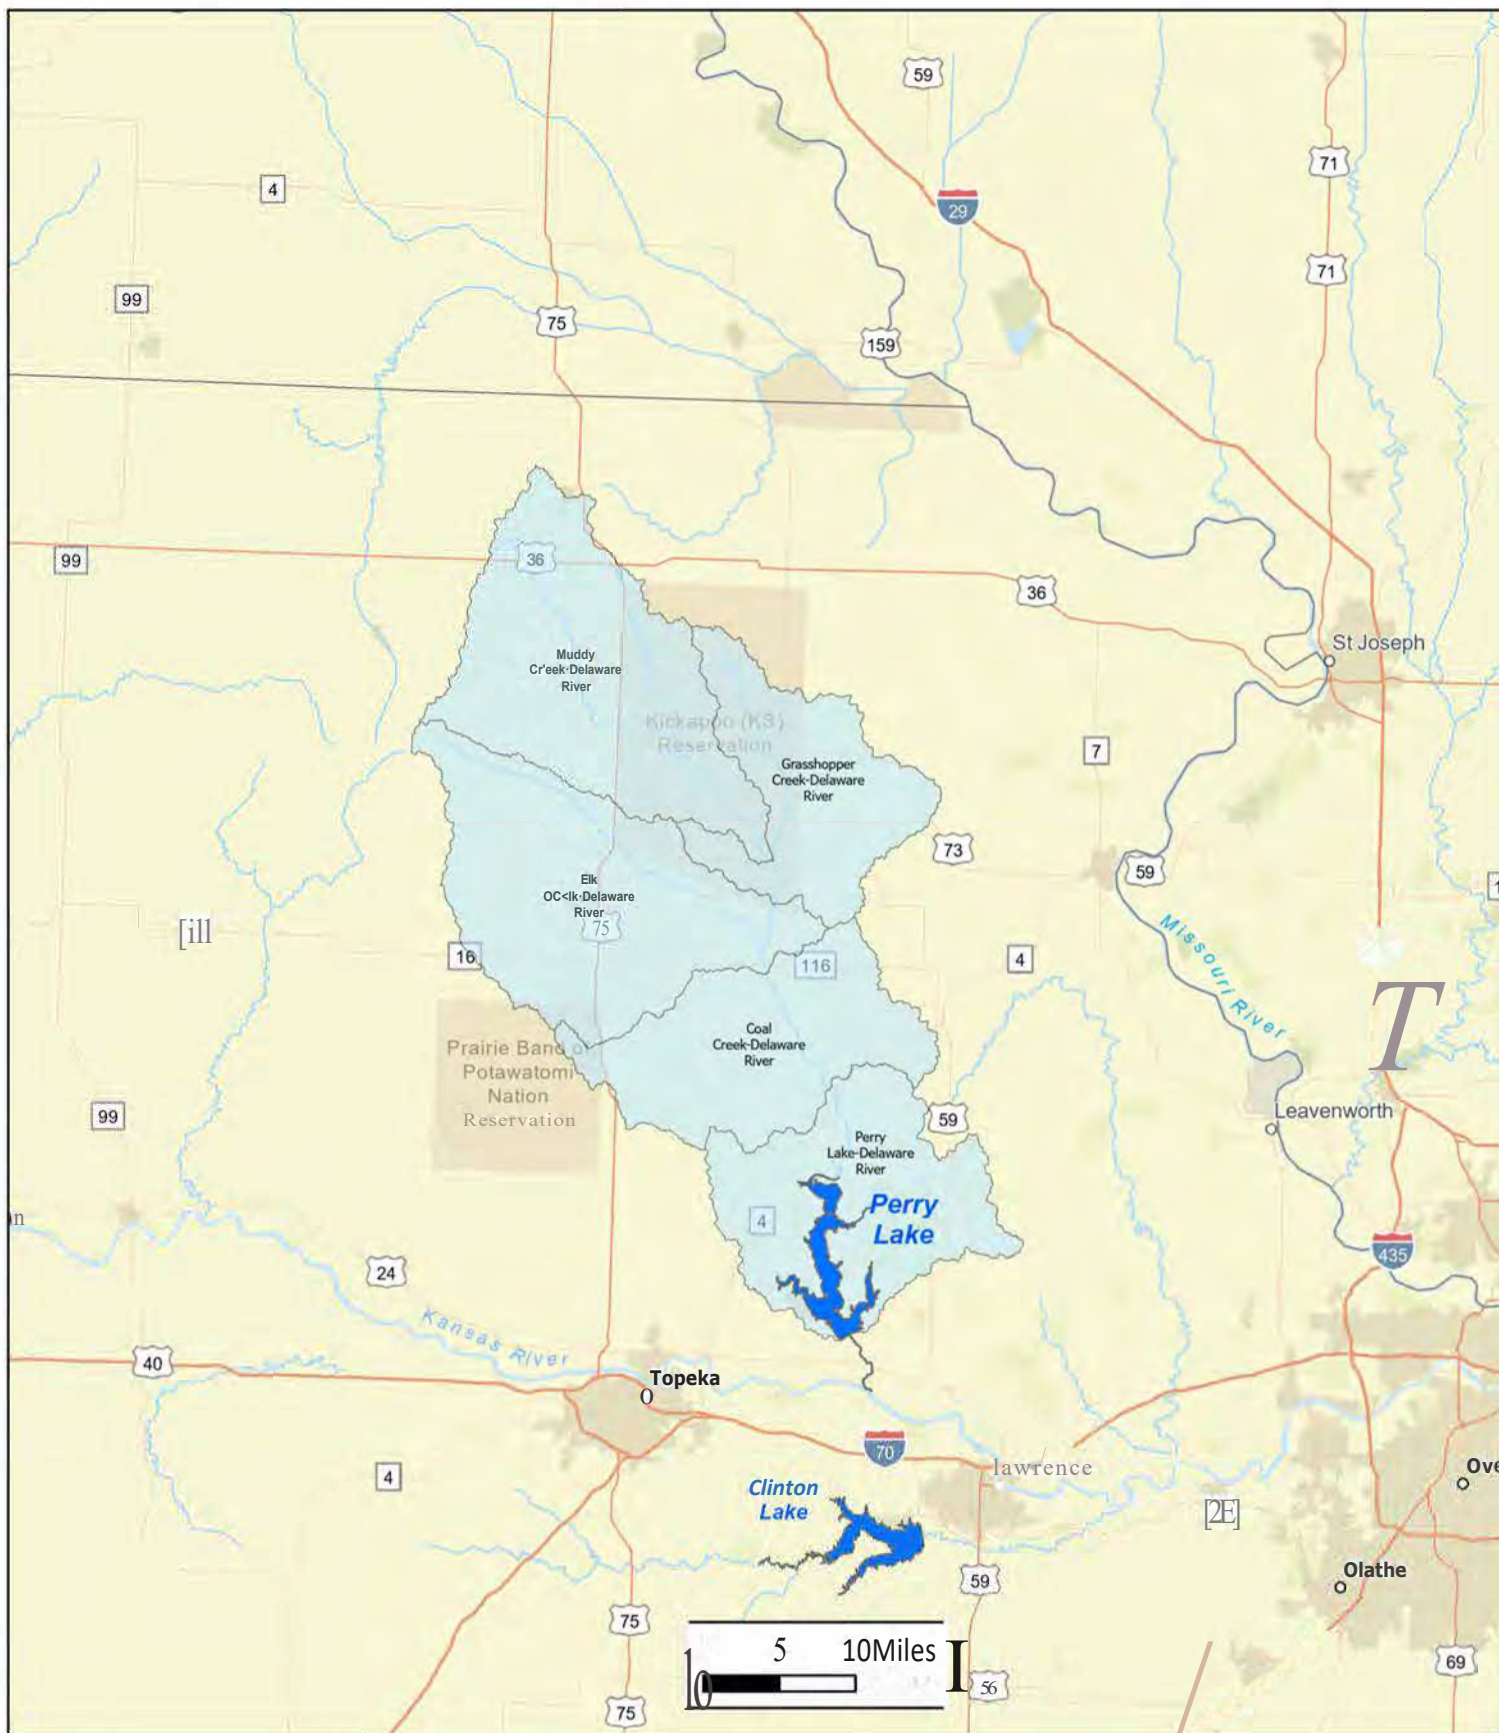 59
71
4
29
71
99
75
159
99
36
36
St Joseph
Muddy
Cr'eek·Delaware
River
Kickapoo (KS)
Reservation
7
Grasshopper
Creek-Delaware
River
73
59
Elk
OC<lk·Delaware
River
75
[ill
16
116
4
Missouri River
T
Coal
Creek-Delaware
River
Prairie Band of
Potawatomi
Nation
Reservation
99
59
Leavenworth
Perry
Lake-Delaware
River
Perry
Lake
4
n
24
435
Kansas River
40
Topeka
70
4
lawrence
Clinton
Lake
Ove
[2E]
59
Olathe
75
5 10Miles
lo
I
56
69
75